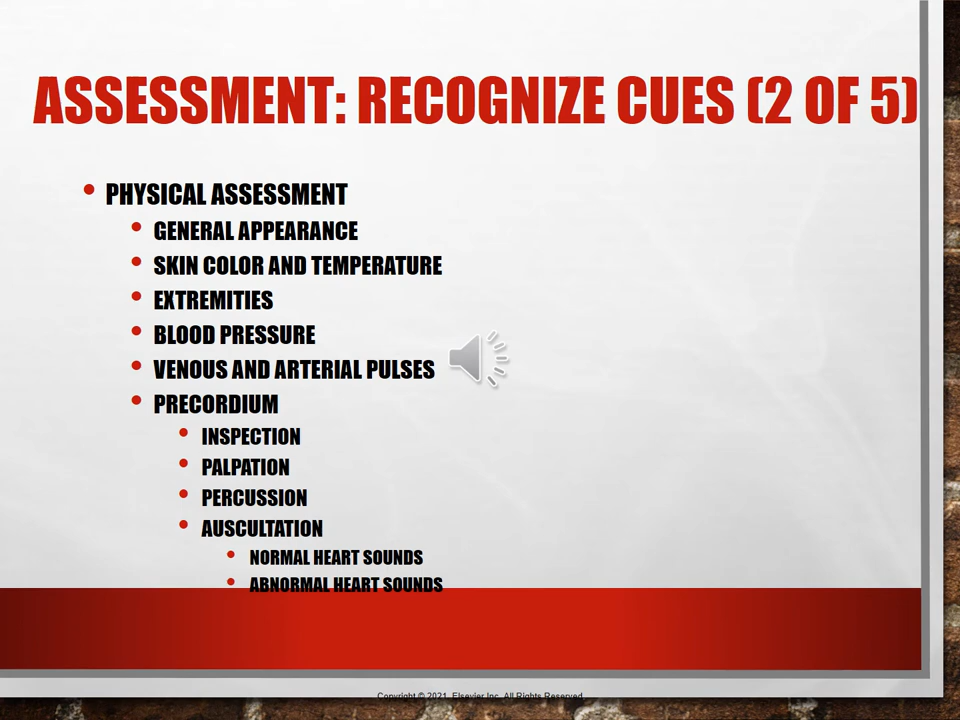 ASSESSMENT: RECOGNIZE CUES (2 OF 5)
• PHYSICAL ASSESSMENT
• GENERAL APPEARANCE
• SKIN COLOR AND TEMPERATURE
• EXTREMITIES
• BLOOD PRESSURE
• VENOUS AND ARTERIAL PULSES
• PRECORDIUM
• INSPECTION
• PALPATION
• PERCUSSION
• AUSCULTATION
• NORMAL HEART SOUNDS
• ABNORMAL HEART SOUNDS
Copyright © 2021, Elsevier Inc. All Rights Reserved.